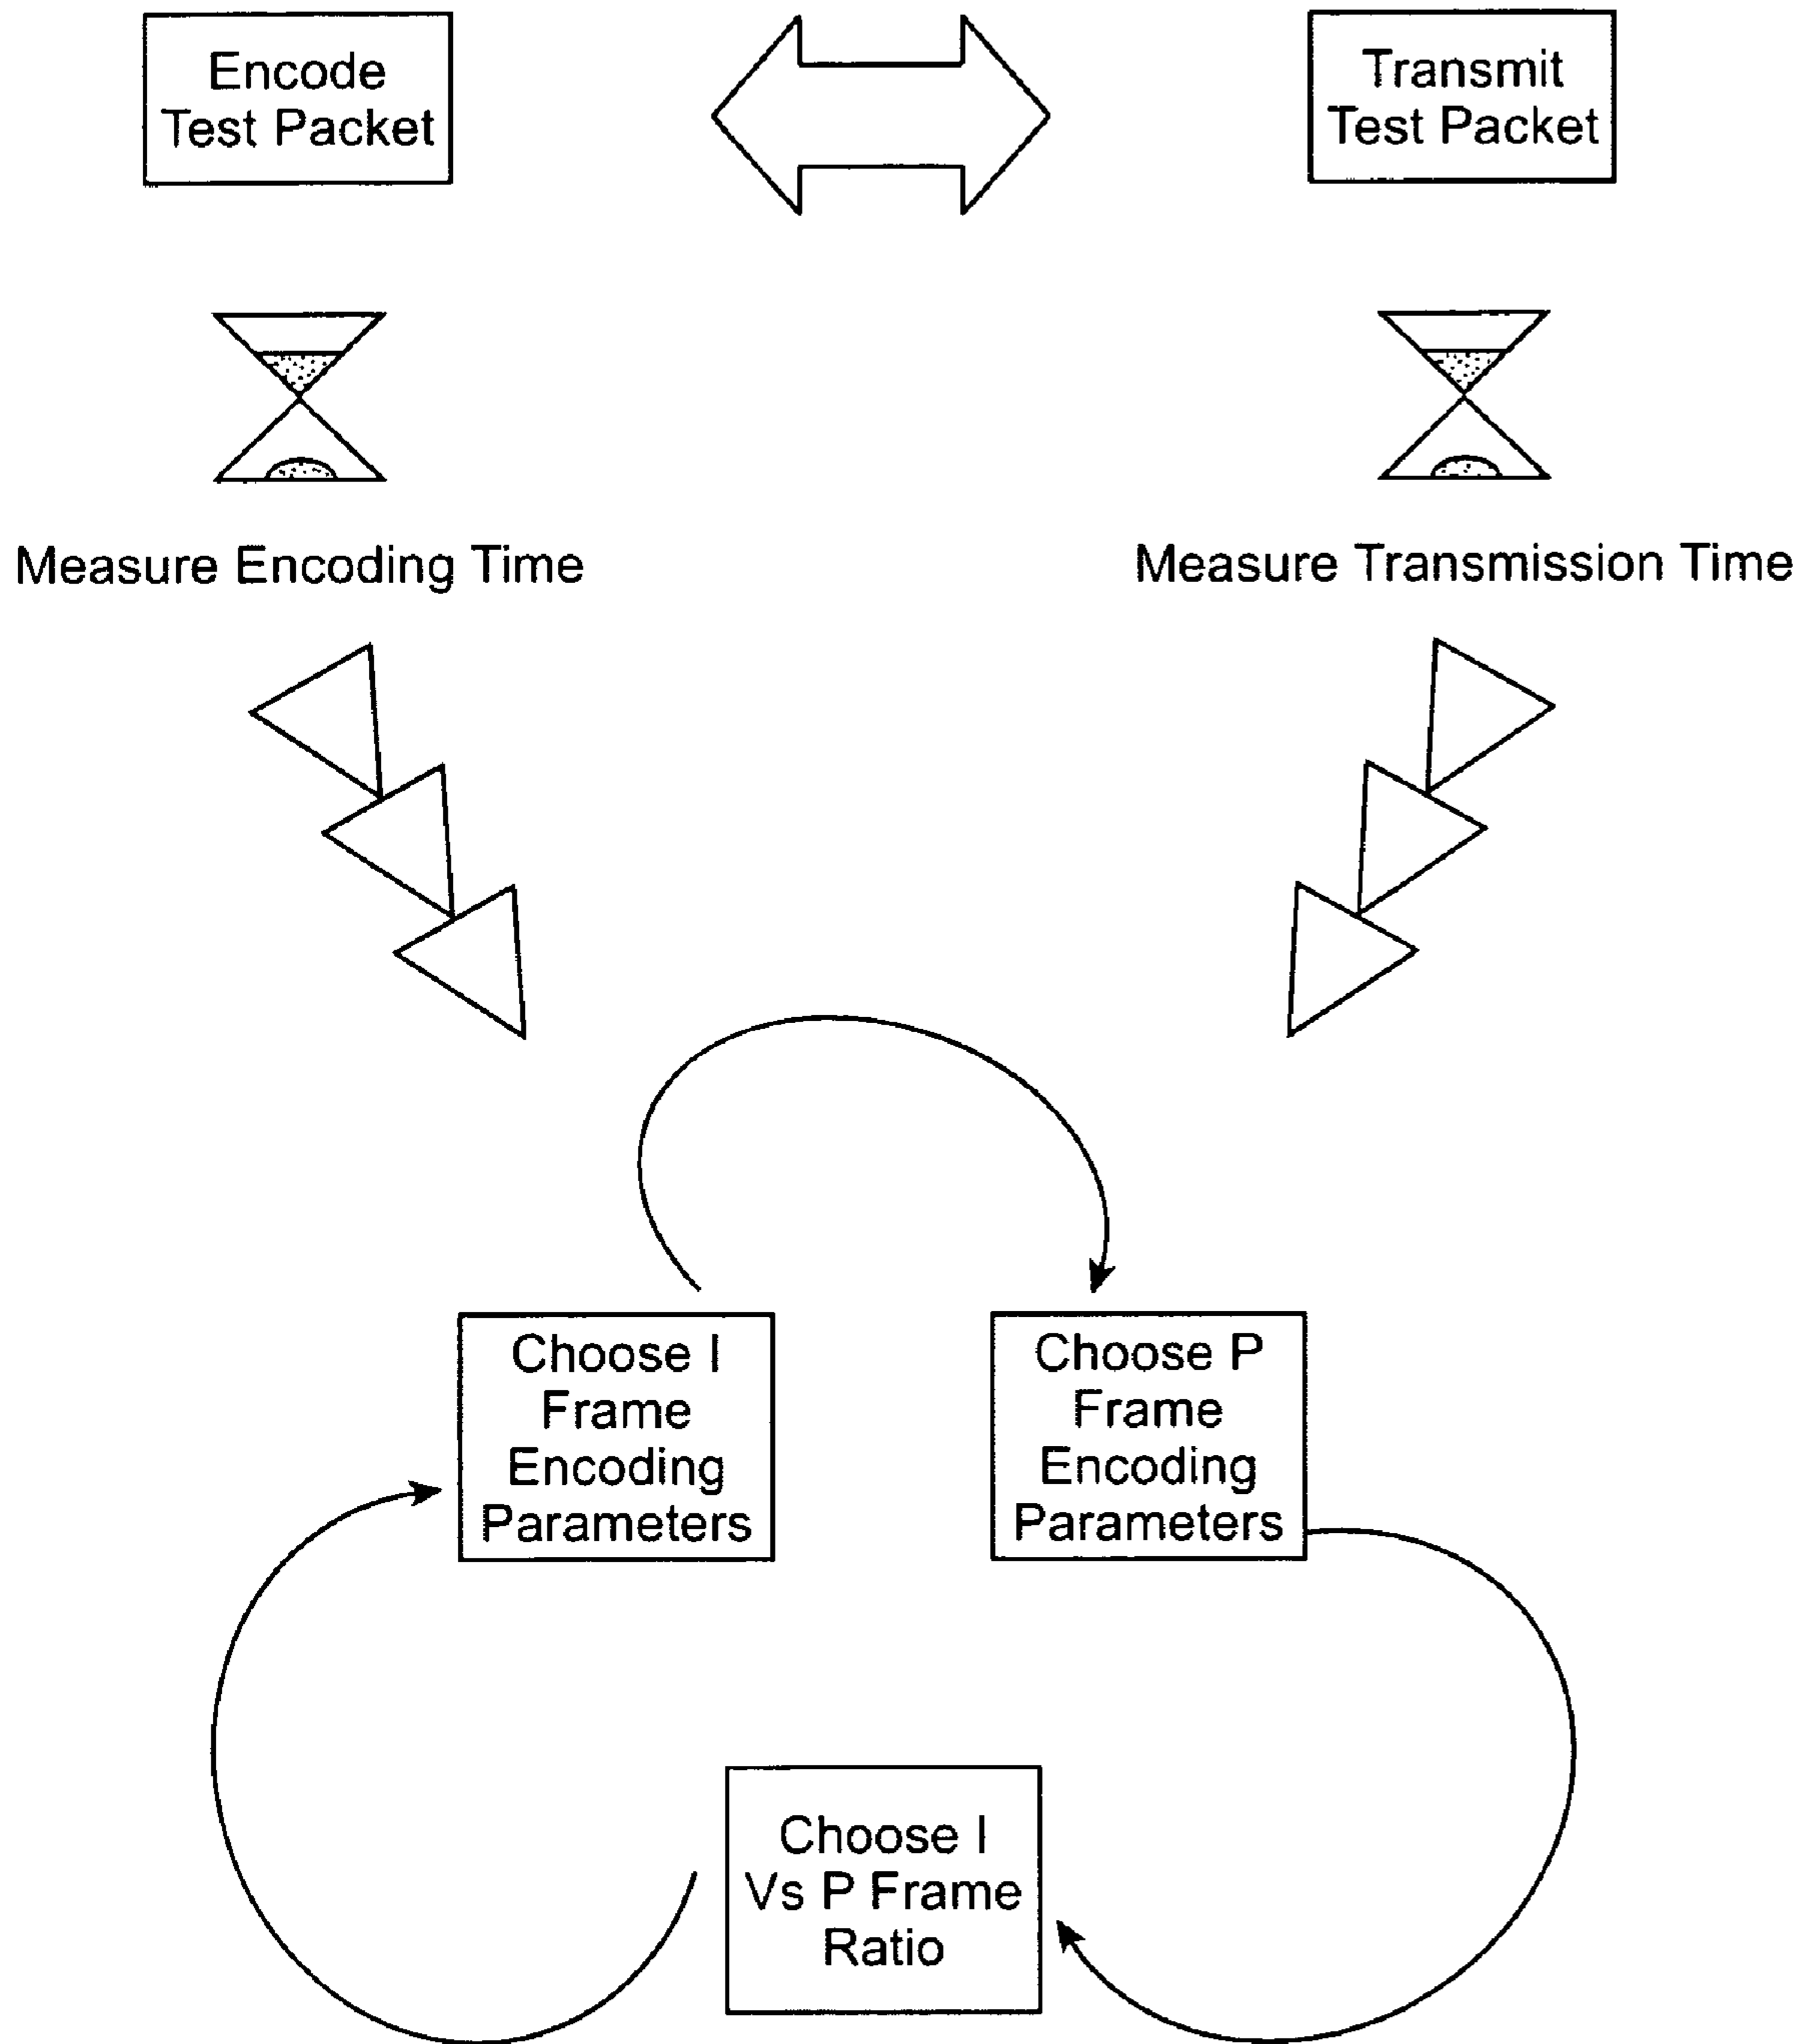 Encode
Test Packet
Transmit
Test Packet
Measure Encoding Time
Measure Transmission Time
Choose I
Frame
Encoding
Parameters
Choose P
Frame
Encoding
Parameters
Choose I
Vs P Frame
Ratio